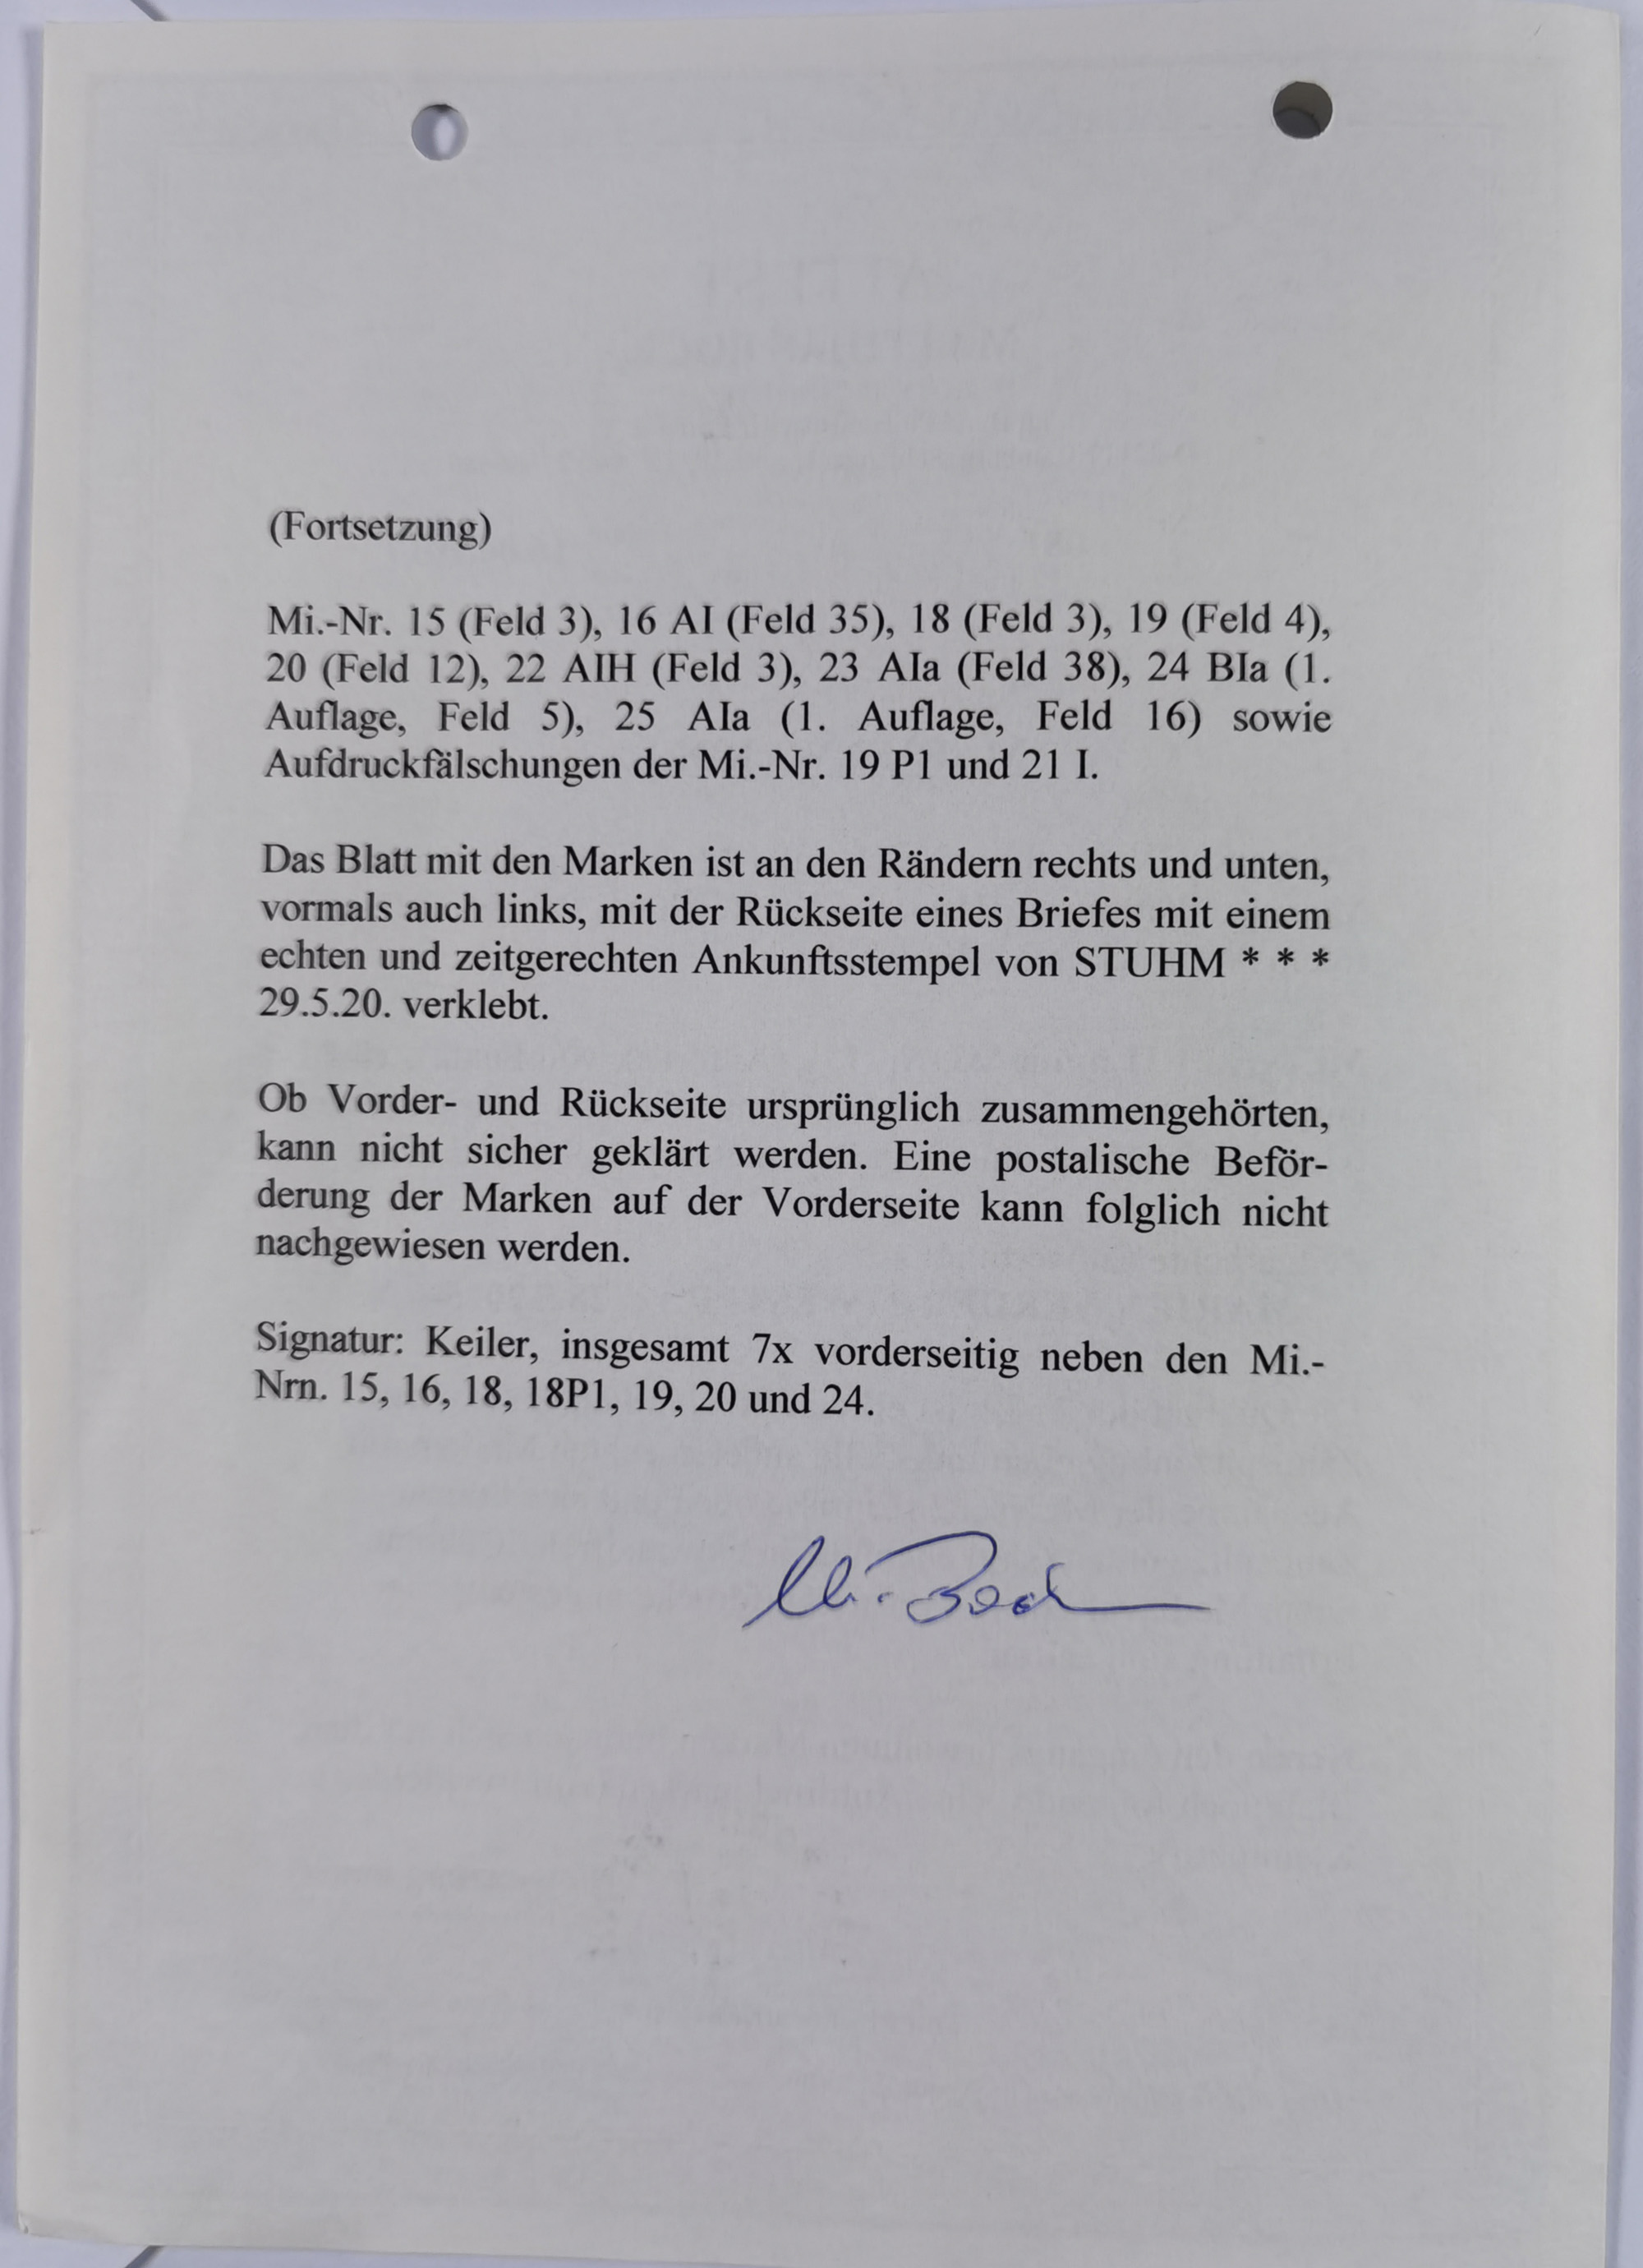 (Fortsetzung)
Mi.-Nr. 15 (Feld 3), 16 AI (Feld 35), 18 (Feld 3), 19 (Feld 4),
20 (Feld 12), 22 AIH (Feld 3), 23 AIa (Feld 38), 24 BIa (1.
Auflage, Feld 5), 25 AIa (1. Auflage, Feld 16) sowie
Aufdruckfälschungen der Mi.-Nr. 19 P1 und 21 I.
Das Blatt mit den Marken ist an den Rändern rechts und unten,
vormals auch links, mit der Rückseite eines Briefes mit einem
echten und zeitgerechten Ankunftsstempel von STUHM * * *
29.5.20. verklebt.
Ob Vorder- und Rückseite ursprünglich zusammengehörten,
kann nicht sicher geklärt werden. Eine postalische Beför-
derung der Marken auf der Vorderseite kann folglich nicht
nachgewiesen werden.
Signatur: Keiler, insgesamt 7x vorderseitig neben den Mi.-
Nrn. 15, 16, 18, 18P1, 19, 20 und 24.